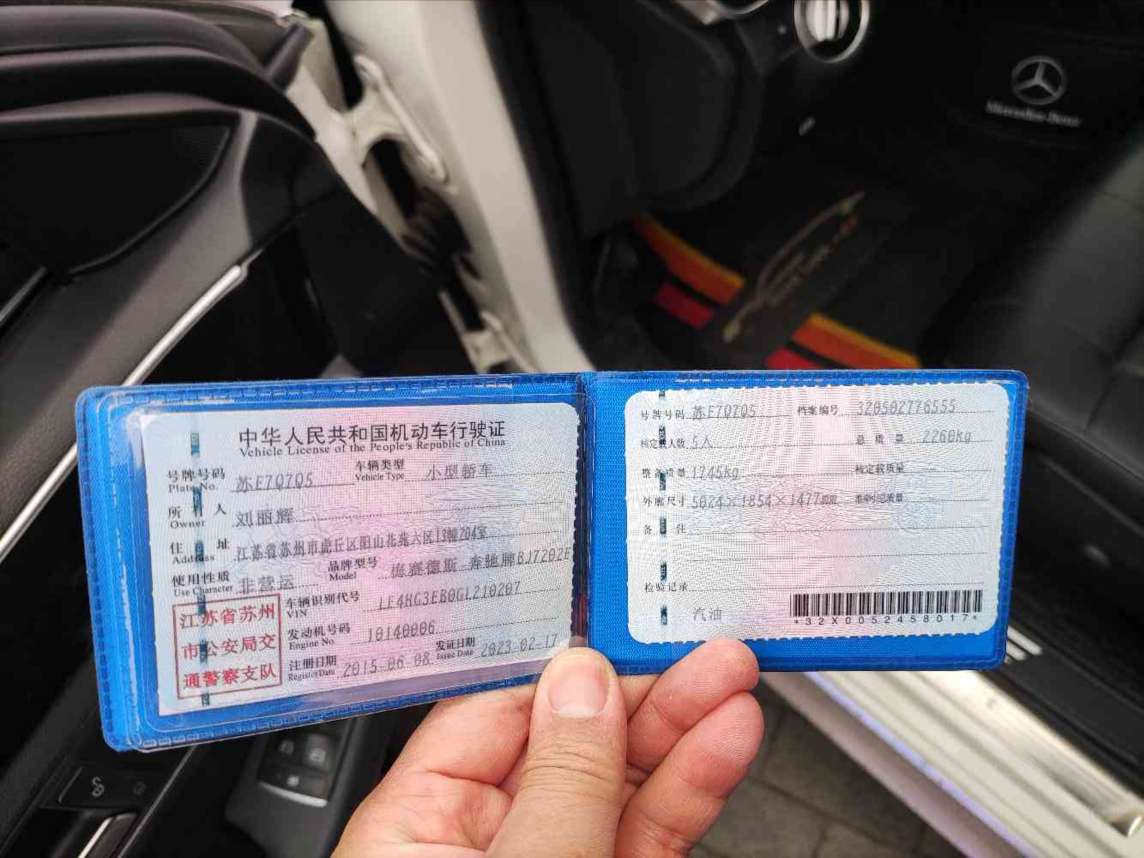 中华人民共和国机动车行驶证
Vehicle License of the People's Republic of China
号牌号码 苏E7Q7Q5 车辆类型 小型轿车
Plate No. Vehicle Type
所有人 刘丽辉
Owner
住址 江苏省苏州市虎丘区阳山花苑六区13幢204室
Address
使用性质 非营运 品牌型号 梅赛德斯 奔驰牌BJ7202E
Use Character Model
江苏省苏州
市公安局交
通警察支队
车辆识别代号 LE4HG3EB0GL210207
VIN
发动机号码 10140006
Engine No.
注册日期 2015-06-08 发证日期 2023-02-17
Register Date Issue Date
号牌号码 苏E7Q7Q5 档案编号 320502776555
核定载人数 5人 总质量 2260kg
整备质量 1745kg 核定载质量
外廓尺寸 5024×1854×1477mm 准牵引总质量
备注
检验记录
汽油
*32X0052458017*
Mercedes-Benz